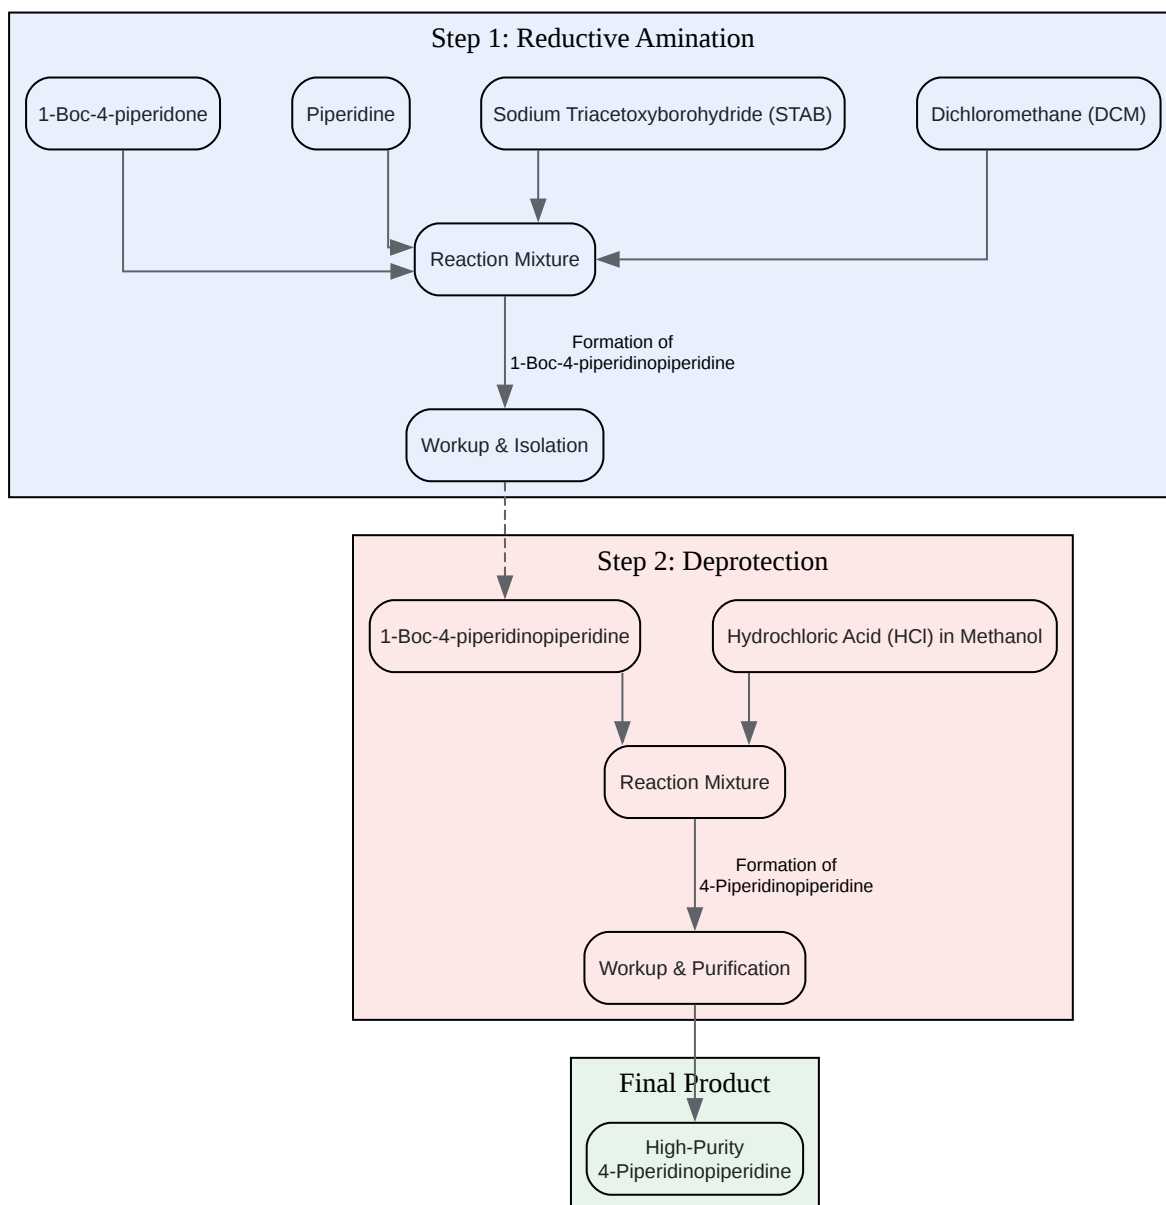 Step 1: Reductive Amination
1-Boc-4-piperidone
Piperidine
Sodium Triacetoxyborohydride (STAB)
Dichloromethane (DCM)
Reaction Mixture
Formation of
1-Boc-4-piperidinopiperidine
Workup & Isolation
Step 2: Deprotection
1-Boc-4-piperidinopiperidine
Hydrochloric Acid (HCl) in Methanol
Reaction Mixture
Formation of
4-Piperidinopiperidine
Workup & Purification
Final Product
High-Purity
4-Piperidinopiperidine